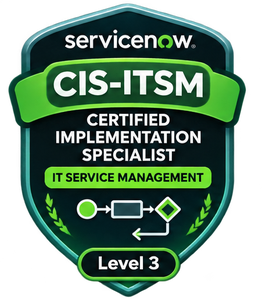 servicenow®
CIS-ITSM
CERTIFIED
IMPLEMENTATION
SPECIALIST
IT SERVICE MANAGEMENT
Level 3